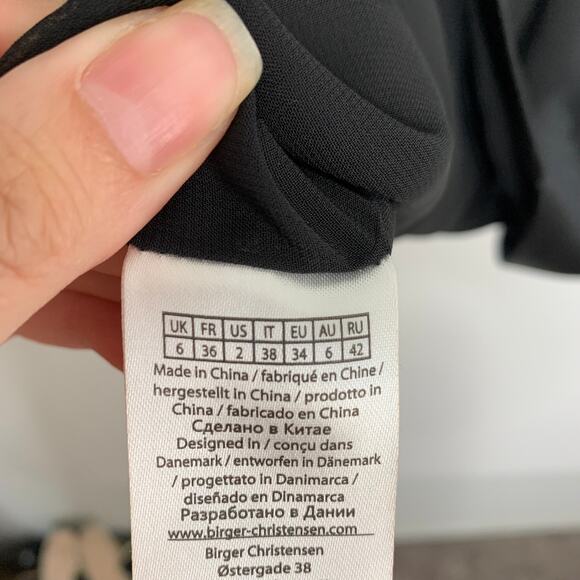 UK FR US IT EU AU RU
6 36 2 38 34 6 42
Made in China / fabriqué en Chine /
hergestellt in China / prodotto in
China / fabricado en China
Сделано в Китае
Designed in / conçu dans
Danemark / entworfen in Dänemark
/ progettato in Danimarca /
diseñado en Dinamarca
Разработано в Дании
www.birger-christensen.com
Birger Christensen
Østergade 38